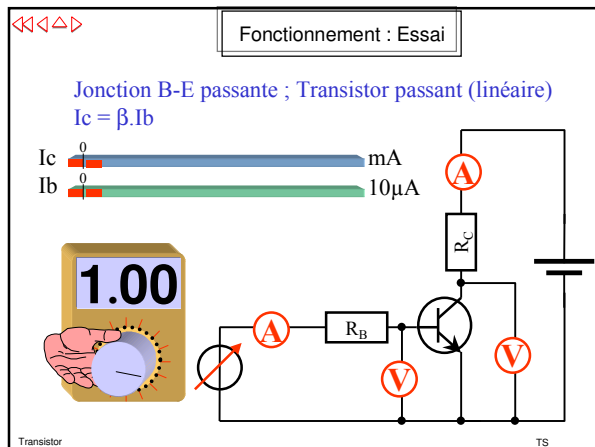 Fonctionnement : Essai
Jonction B-E passante ; Transistor passant (linéaire)
Ic = β.Ib
0
Ic mA
0
Ib 10µA
A
R_C
1.00
A R_B
V V
Transistor TS